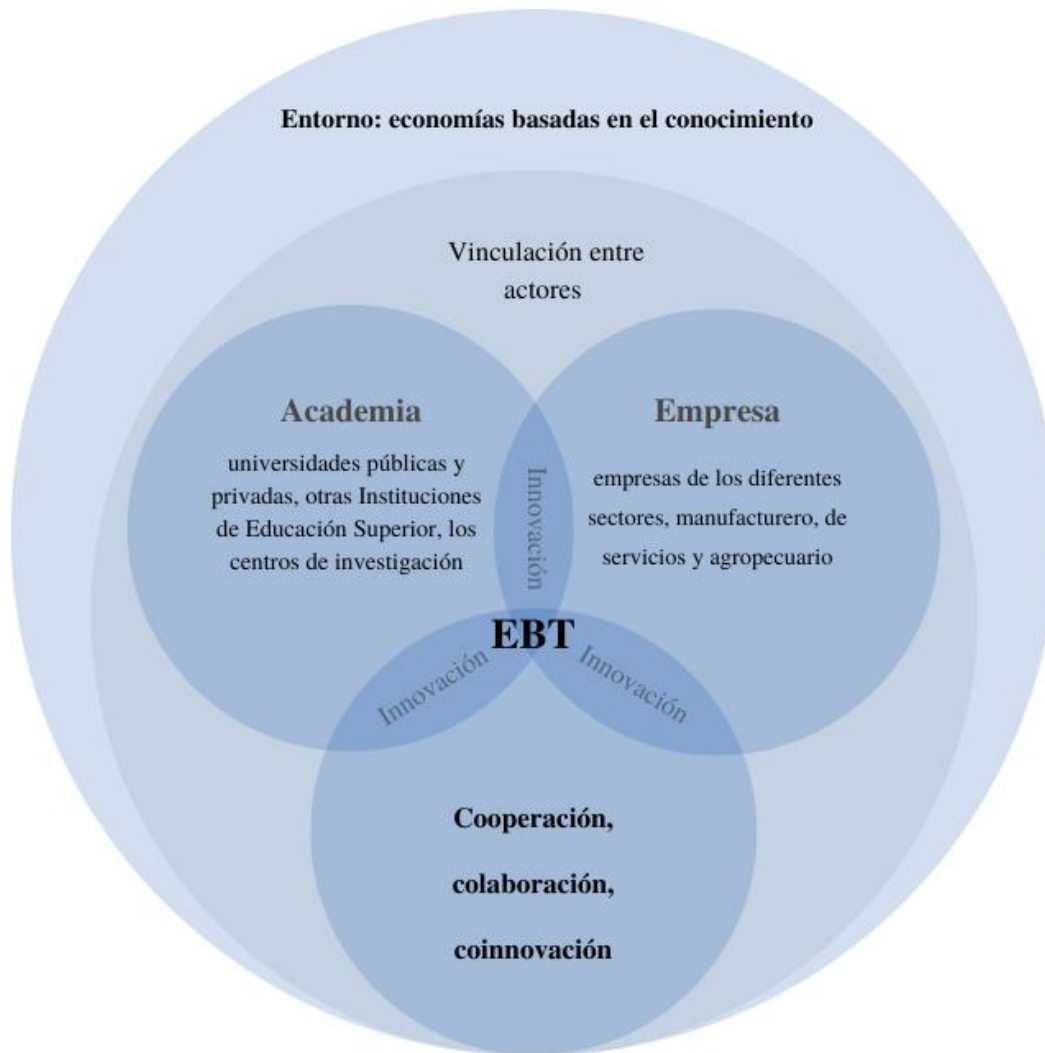 Entorno: economías basadas en el conocimiento
Vinculación entre
actores
Academia
universidades públicas y
privadas, otras Instituciones
de Educación Superior, los
centros de investigación
Empresa
empresas de los diferentes
sectores, manufacturero, de
servicios y agropecuario
Innovación
EBT
Innovación
Innovación
Cooperación,
colaboración,
coinnovación